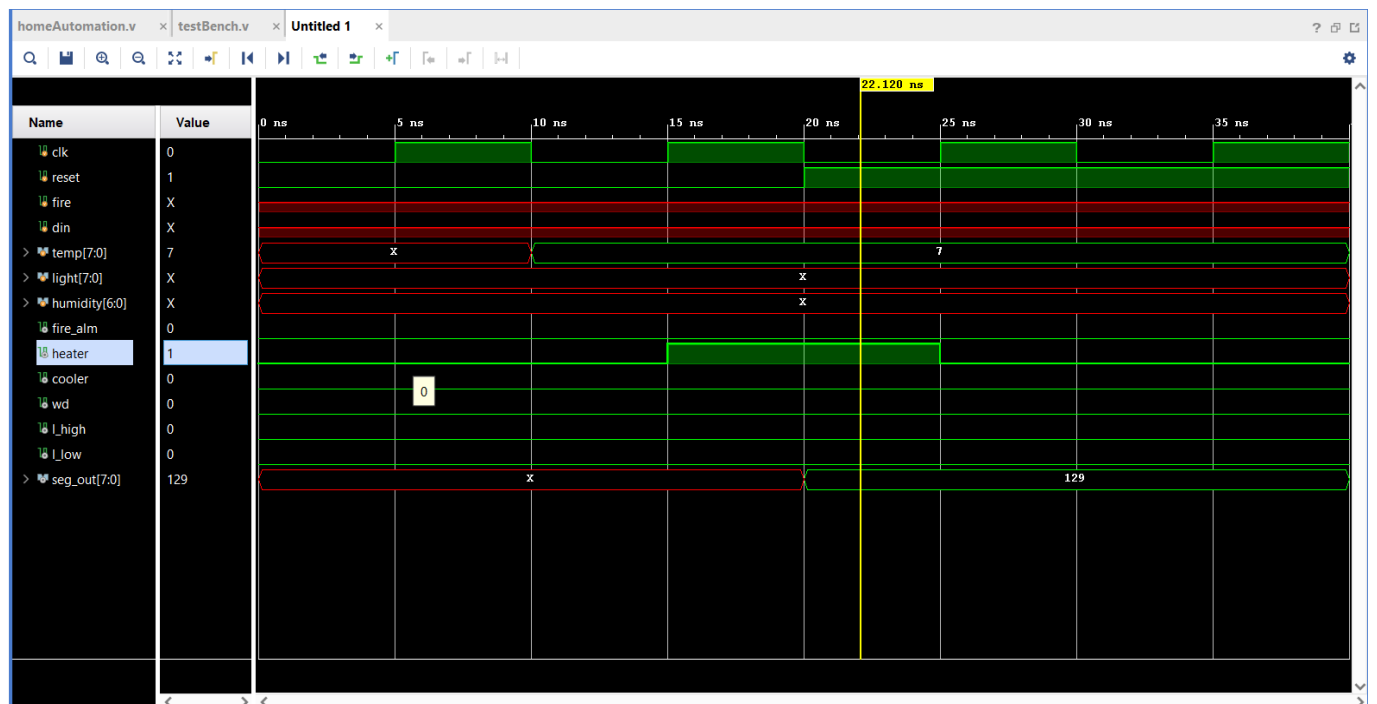 homeAutomation.v × testBench.v × Untitled 1 × ?
22.120 ns
Name Value 0 ns 5 ns 10 ns 15 ns 20 ns 25 ns 30 ns 35 ns
clk 0
reset 1
fire X
din X
> temp[7:0] 7 X 7
> light[7:0] X X
> humidity[6:0] X X
fire_alm 0
heater 1
cooler 0
0
wd 0
l_high 0
l_low 0
> seg_out[7:0] 129 X 129